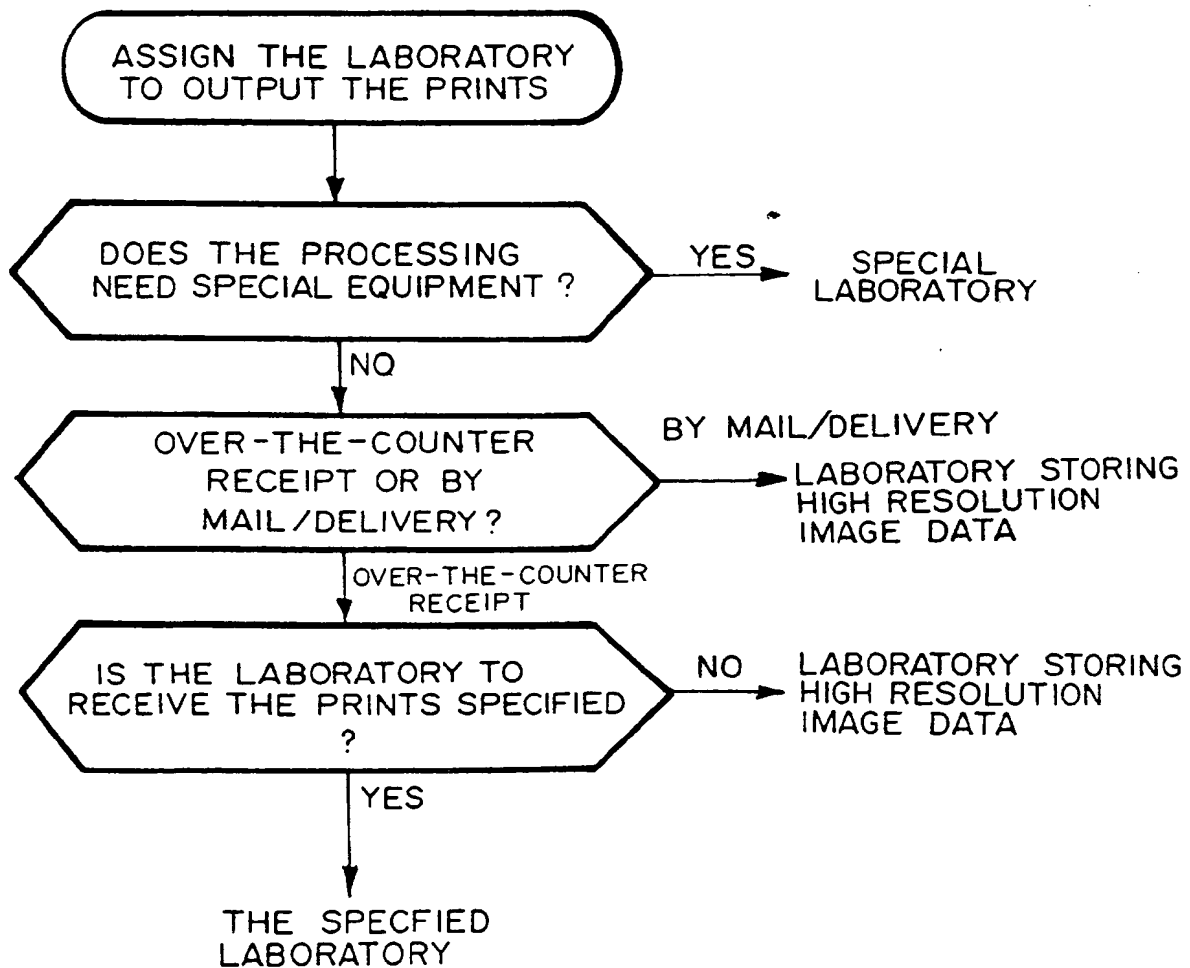 ASSIGN THE LABORATORY
TO OUTPUT THE PRINTS
DOES THE PROCESSING
NEED SPECIAL EQUIPMENT ?
YES
SPECIAL
LABORATORY
NO
OVER-THE-COUNTER
RECEIPT OR BY
MAIL/DELIVERY ?
BY MAIL/DELIVERY
LABORATORY STORING
HIGH RESOLUTION
IMAGE DATA
OVER-THE-COUNTER
RECEIPT
IS THE LABORATORY TO
RECEIVE THE PRINTS SPECIFIED
?
NO
LABORATORY STORING
HIGH RESOLUTION
IMAGE DATA
YES
THE SPECFIED
LABORATORY